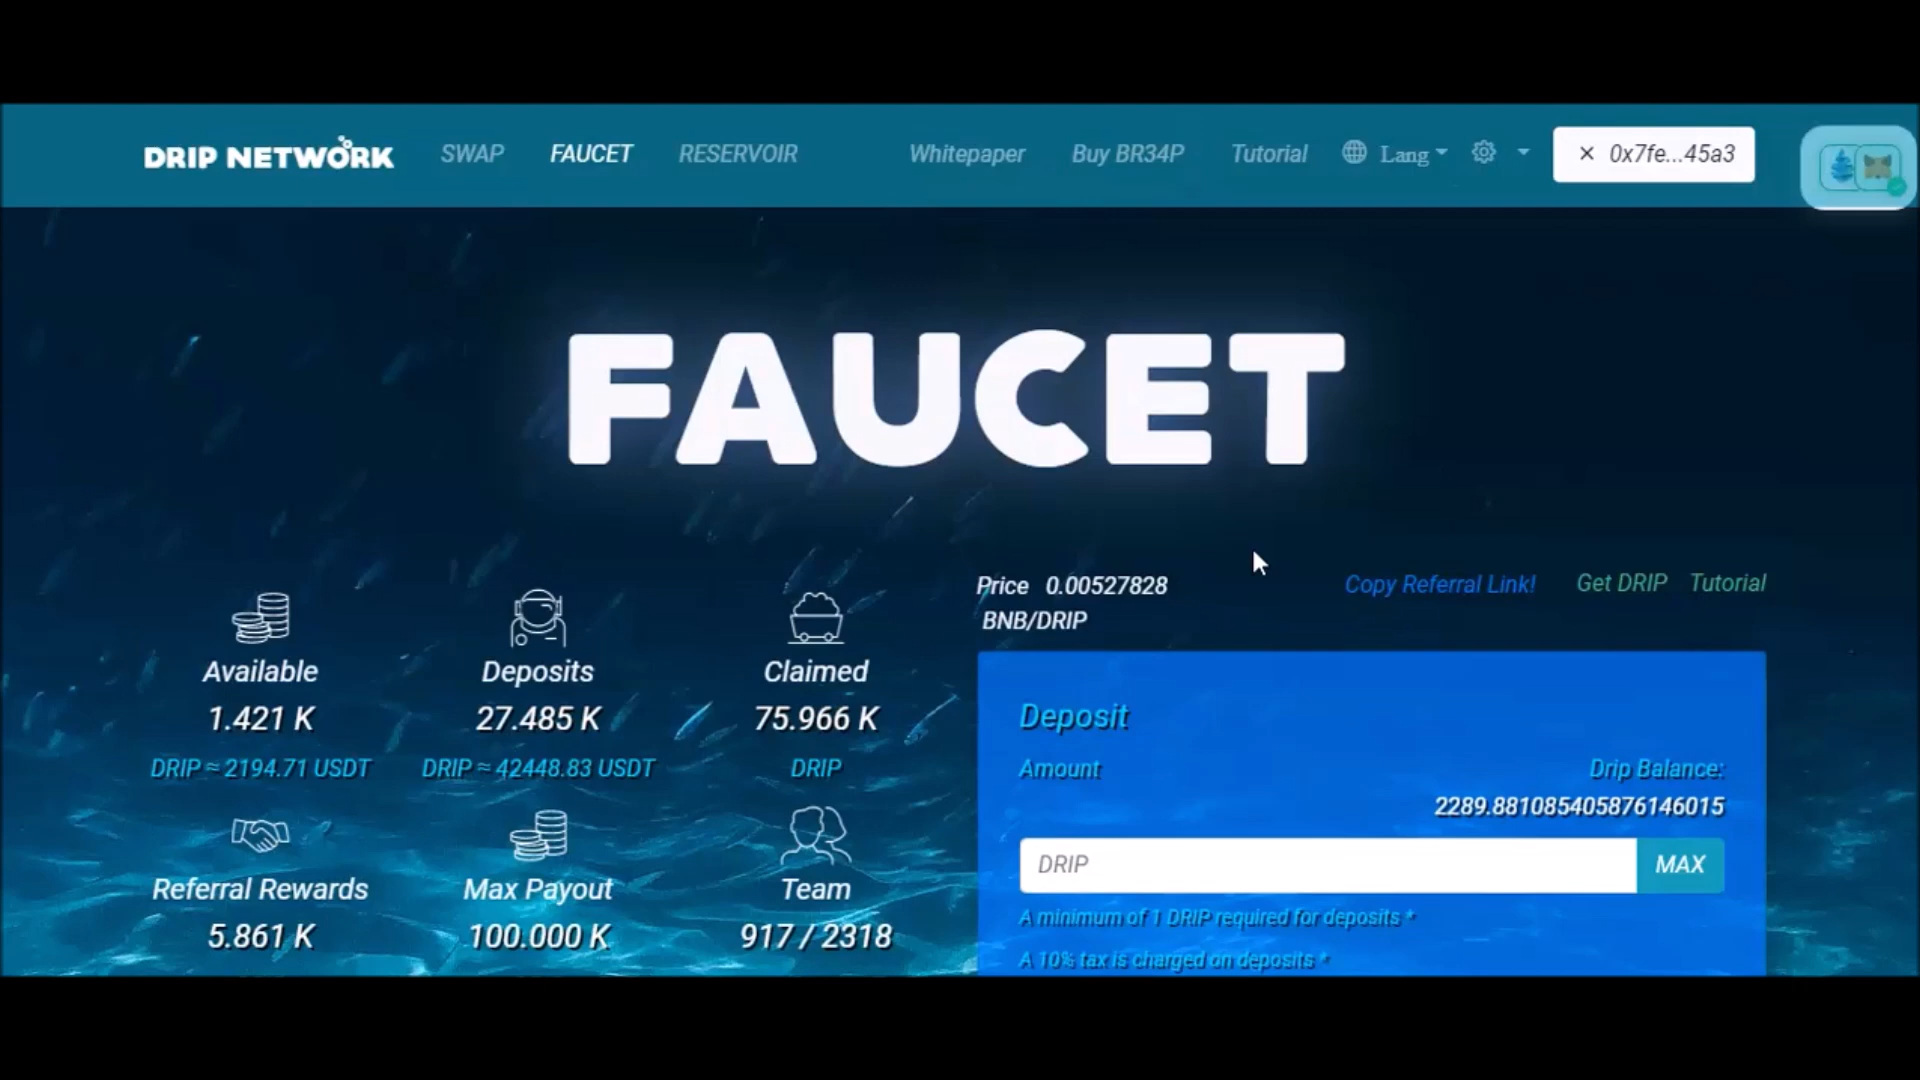 DRIP NETWORK SWAP FAUCET RESERVOIR Whitepaper Buy BR34P Tutorial Lang × 0x7fe...45a3
FAUCET
Price 0.00527828
BNB/DRIP
Copy Referral Link! Get DRIP Tutorial
Available Deposits Claimed
1.421 K 27.485 K 75.966 K
DRIP ≈ 2194.71 USDT DRIP ≈ 42448.83 USDT DRIP
Referral Rewards Max Payout Team
5.861 K 100.000 K 917 / 2318
Deposit
Amount Drip Balance:
2289.881085405876146015
DRIP MAX
A minimum of 1 DRIP required for deposits *
A 10% tax is charged on deposits *